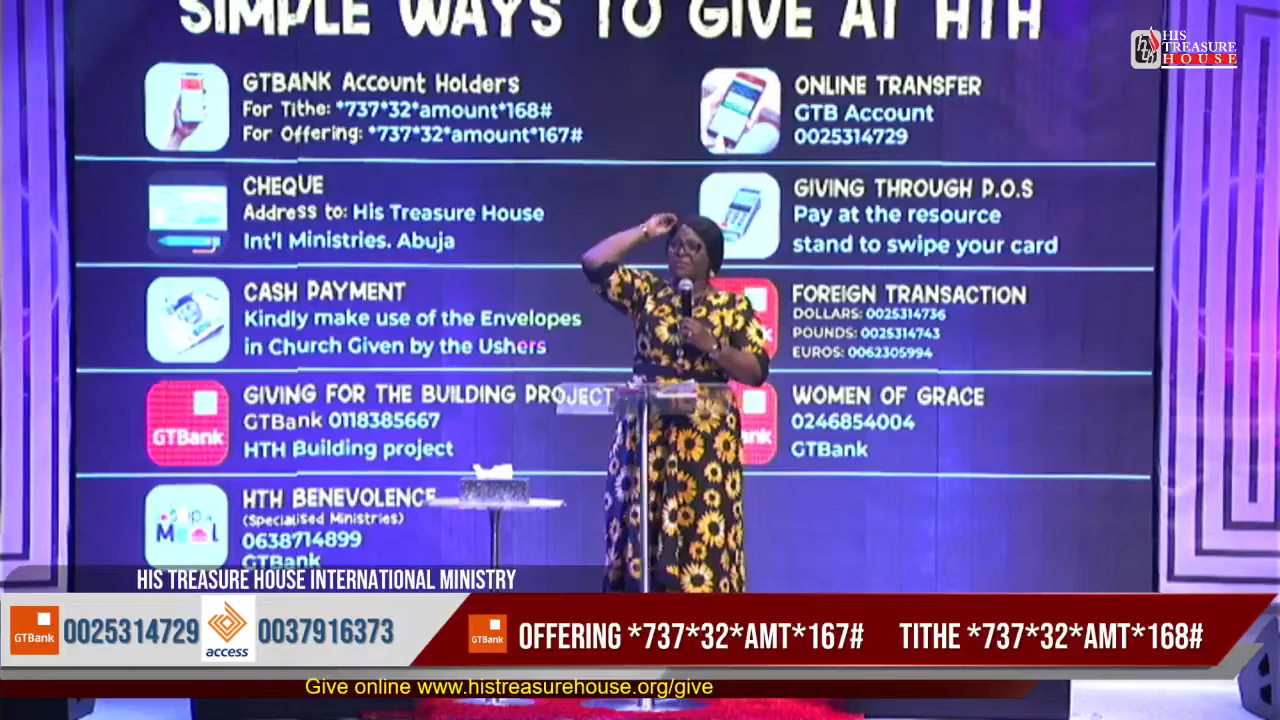 SIMPLE WAYS TO GIVE AT HTH
HIS
TREASURE
HOUSE
GTBANK Account Holders
For Tithe: *737*32*amount*168#
For Offering: *737*32*amount*167#
ONLINE TRANSFER
GTB Account
0025314729
CHEQUE
Address to: His Treasure House
Int'l Ministries. Abuja
GIVING THROUGH P.O.S
Pay at the resource
stand to swipe your card
CASH PAYMENT
Kindly make use of the Envelopes
in Church Given by the Ushers
FOREIGN TRANSACTION
DOLLARS: 0025314736
POUNDS: 0025314743
EUROS: 0062305994
GTBank
GIVING FOR THE BUILDING PROJECT
GTBank 0118385667
HTH Building project
WOMEN OF GRACE
0246854004
GTBank
HTH BENEVOLENCE
(Specialised Ministries)
0638714899
GTBank
HIS TREASURE HOUSE INTERNATIONAL MINISTRY
GTBank 0025314729 access 0037916373
GTBank OFFERING *737*32*AMT*167# TITHE *737*32*AMT*168#
Give online www.histreasurehouse.org/give